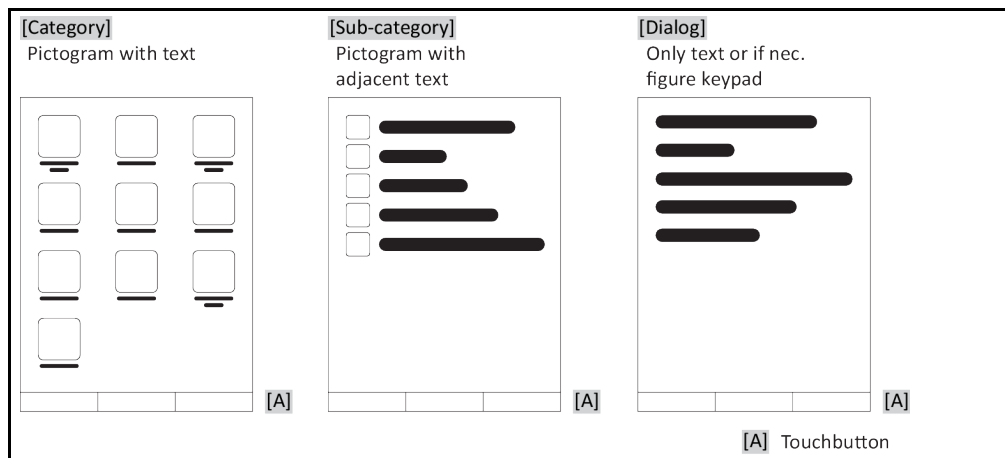 [Category]
Pictogram with text
[Sub-category]
Pictogram with
adjacent text
[Dialog]
Only text or if nec.
figure keypad
[A]
[A]
[A]
[A] Touchbutton